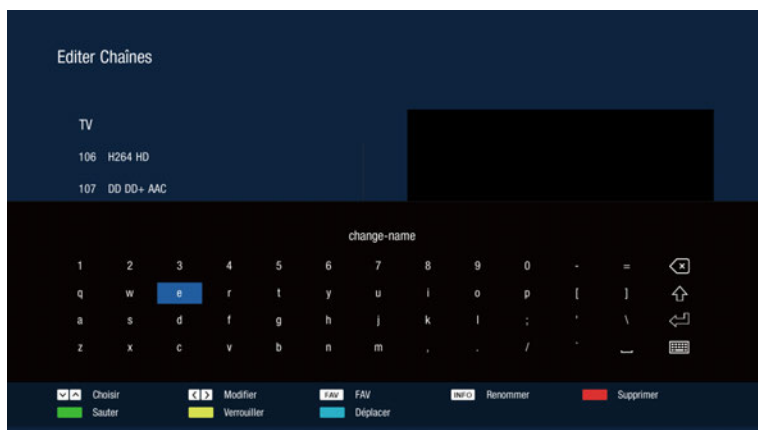 Editer Chaînes
TV
106 H264 HD
107 DD DD+ AAC
change-name
1 2 3 4 5 6 7 8 9 0 - =
q w e r t y u i o p [ ]
a s d f g h j k l ; ' \
z x c v b n m , . / `
Choisir Modifier FAV FAV INFO Renommer Supprimer
Sauter Verrouiller Déplacer